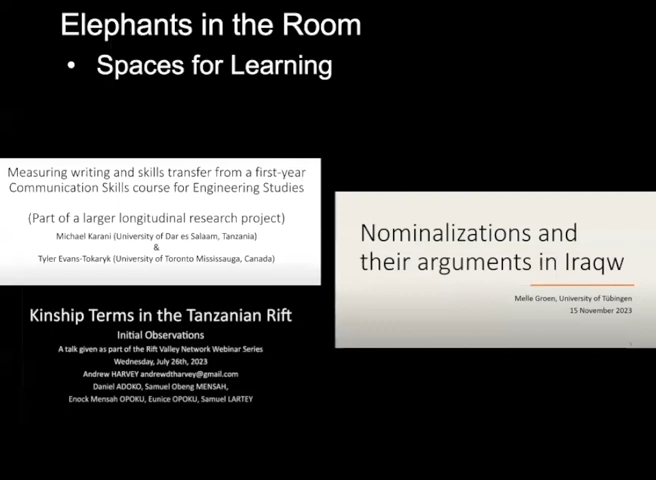 Elephants in the Room
• Spaces for Learning
Measuring writing and skills transfer from a first-year
Communication Skills course for Engineering Studies
(Part of a larger longitudinal research project)
Michael Karani (University of Dar es Salaam, Tanzania)
&
Tyler Evans-Tokaryk (University of Toronto Mississauga, Canada)
Nominalizations and
their arguments in Iraqw
Melle Groen, University of Tübingen
15 November 2023
1
Kinship Terms in the Tanzanian Rift
Initial Observations
A talk given as part of the Rift Valley Network Webinar Series
Wednesday, July 26th, 2023
Andrew HARVEY andrewdtharvey@gmail.com
Daniel ADOKO, Samuel Obeng MENSAH,
Enock Mensah OPOKU, Eunice OPOKU, Samuel LARTEY